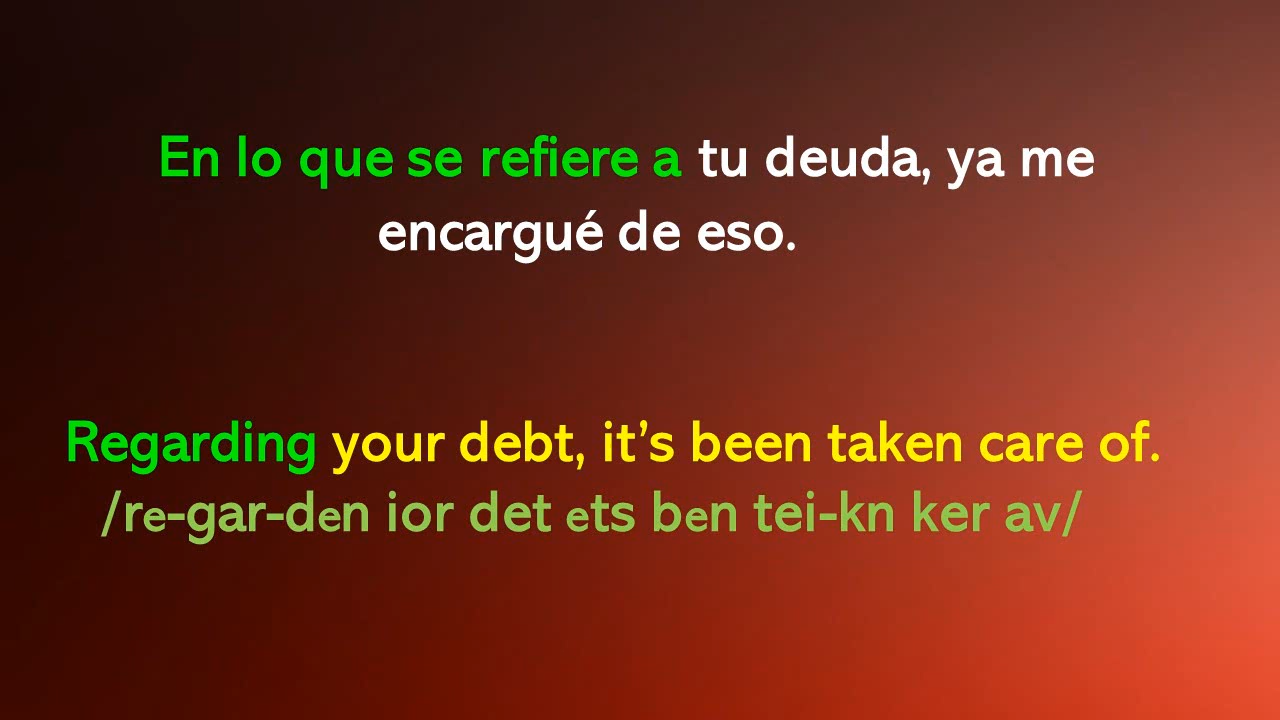 En lo que se refiere a tu deuda, ya me
encargué de eso.
Regarding your debt, it’s been taken care of.
/re-gar-den ior det ets ben tei-kn ker av/